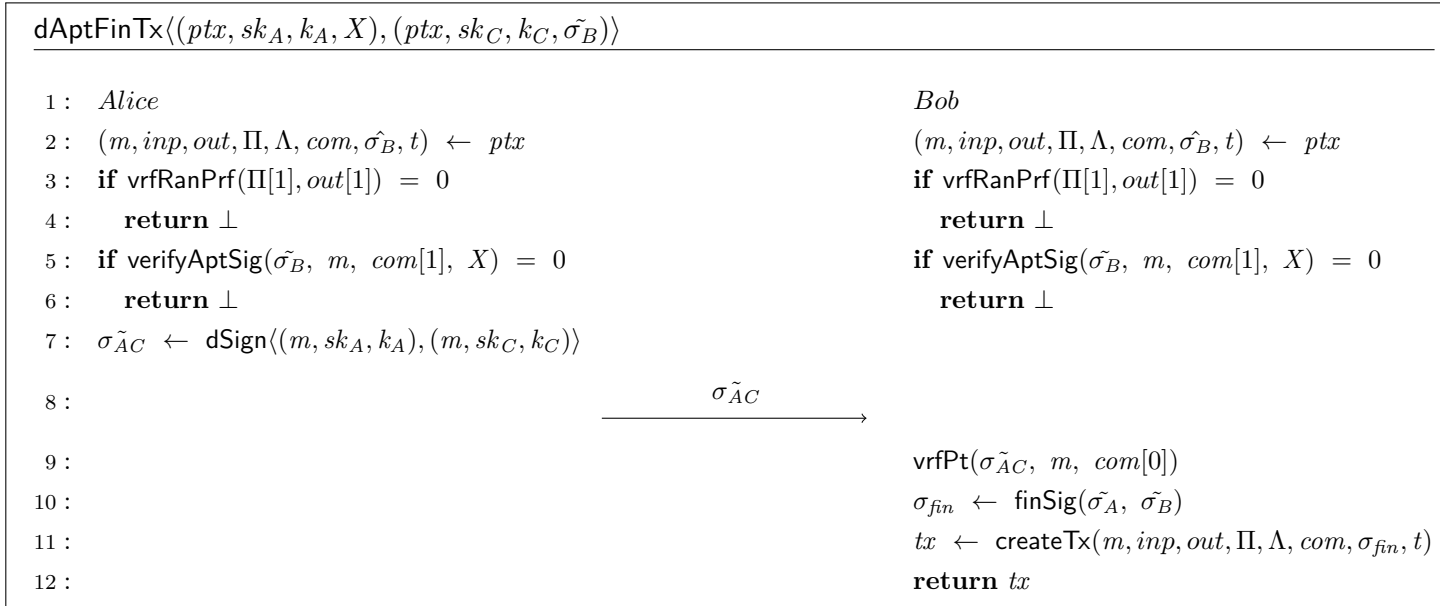 dAptFinTx⟨(ptx, sk_A, k_A, X), (ptx, sk_C, k_C, σ̃_B)⟩
1 : Alice Bob
2 : (m, inp, out, Π, Λ, com, σ̂_B, t) ← ptx (m, inp, out, Π, Λ, com, σ̂_B, t) ← ptx
3 : if vrfRanPrf(Π[1], out[1]) = 0 if vrfRanPrf(Π[1], out[1]) = 0
4 : return ⊥ return ⊥
5 : if verifyAptSig(σ̃_B, m, com[1], X) = 0 if verifyAptSig(σ̃_B, m, com[1], X) = 0
6 : return ⊥ return ⊥
7 : σ̃_AC ← dSign⟨(m, sk_A, k_A), (m, sk_C, k_C)⟩
8 : σ̃_AC
9 : vrfPt(σ̃_AC, m, com[0])
10 : σ_fin ← finSig(σ̃_A, σ̃_B)
11 : tx ← createTx(m, inp, out, Π, Λ, com, σ_fin, t)
12 : return tx